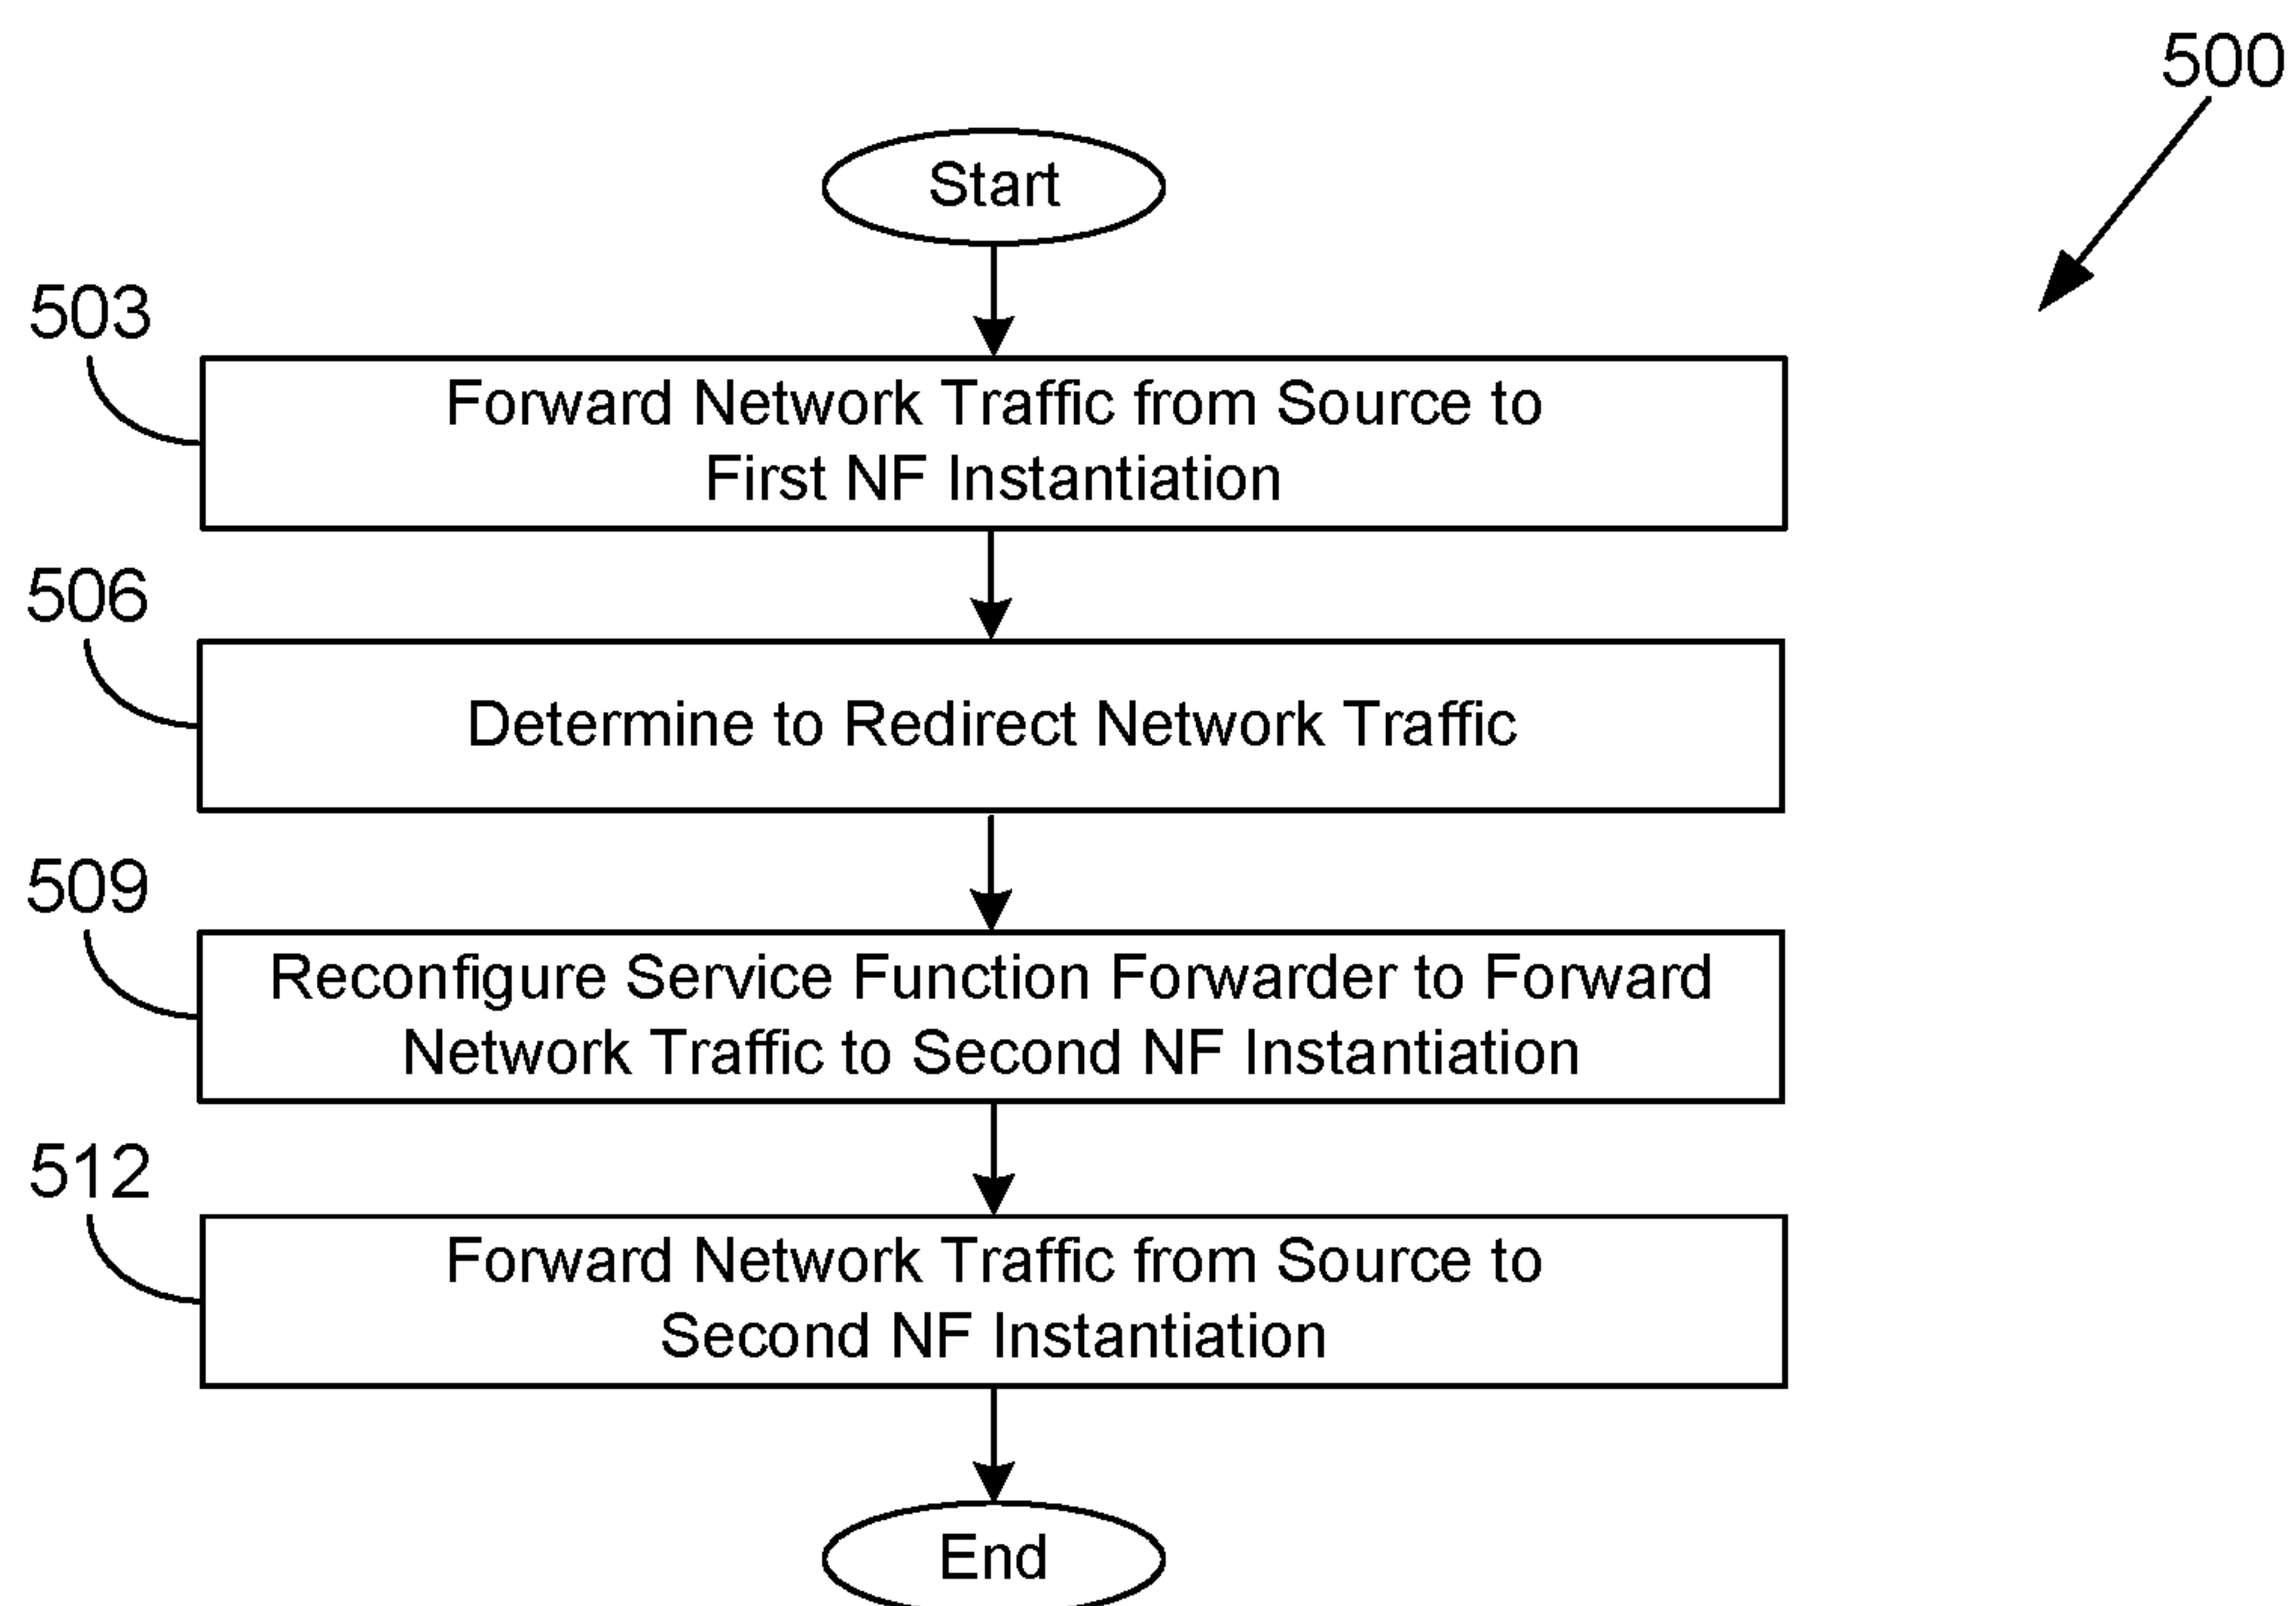 500
Start
503
Forward Network Traffic from Source to
First NF Instantiation
506
Determine to Redirect Network Traffic
509
Reconfigure Service Function Forwarder to Forward
Network Traffic to Second NF Instantiation
512
Forward Network Traffic from Source to
Second NF Instantiation
End